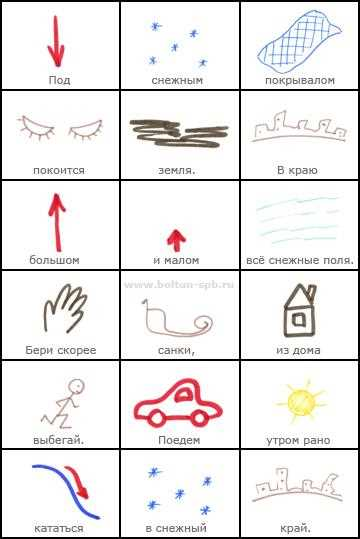 Под снежным покрывалом
покоится земля. В краю
большом и малом всё снежные поля.
www.boltun-spb.ru
Бери скорее санки, из дома
выбегай. Поедем утром рано
кататься в снежный край.